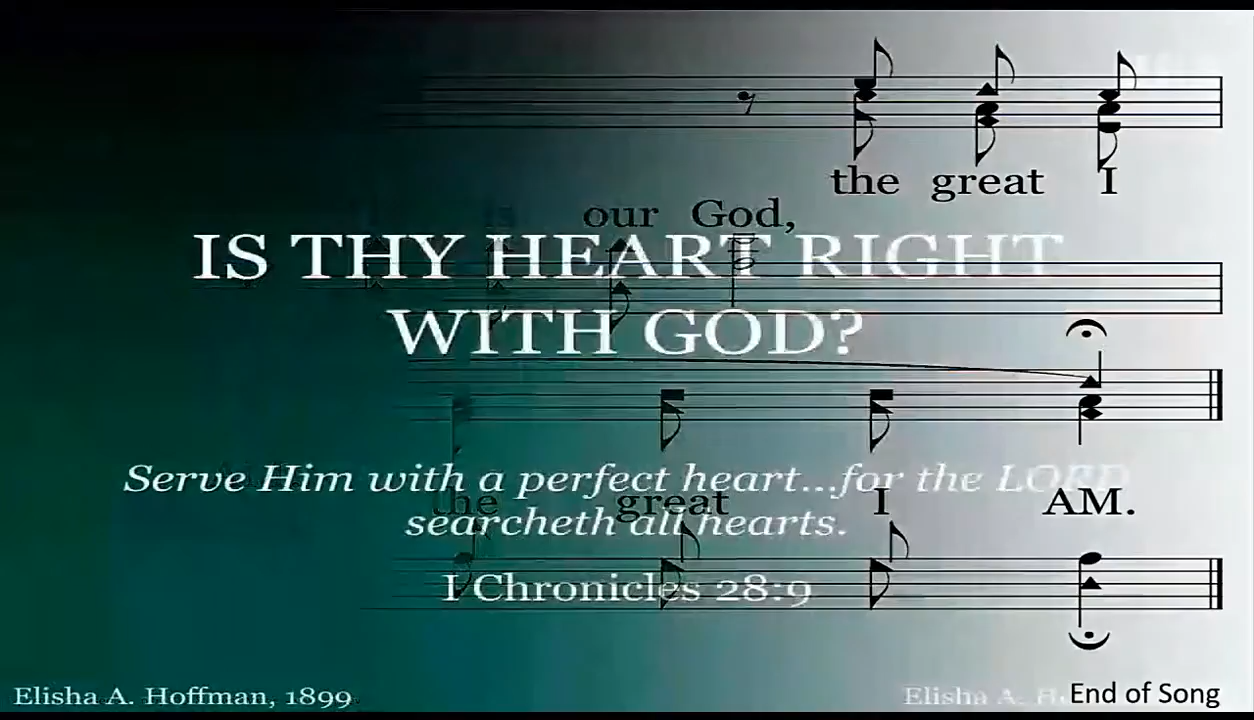 the great I
our God,
IS THY HEART RIGHT
WITH GOD?
Serve Him with a perfect heart...for the LORD
the great I AM.
searcheth all hearts.
I Chronicles 28:9
Elisha A. Hoffman, 1899
Elisha A.
End of Song